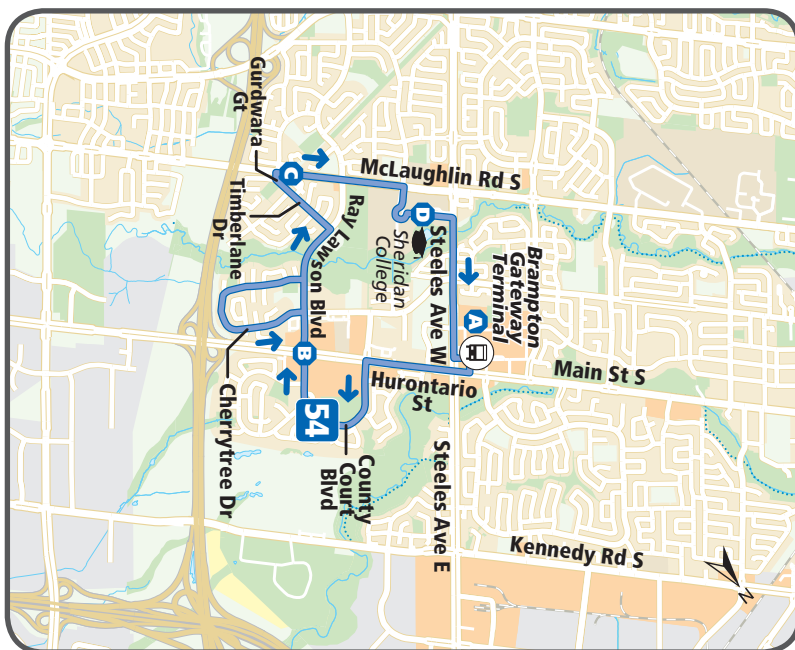 Gurdwara
Gt
McLaughlin Rd S
C
Timberlane
Dr
Ray Lawson Blvd
D
Sheridan
College
Steeles Ave W
Brampton
Gateway
Terminal
A
B
Hurontario
St
Main St S
54
Cherrytree Dr
County
Court
Blvd
Steeles Ave E
Kennedy Rd S
N